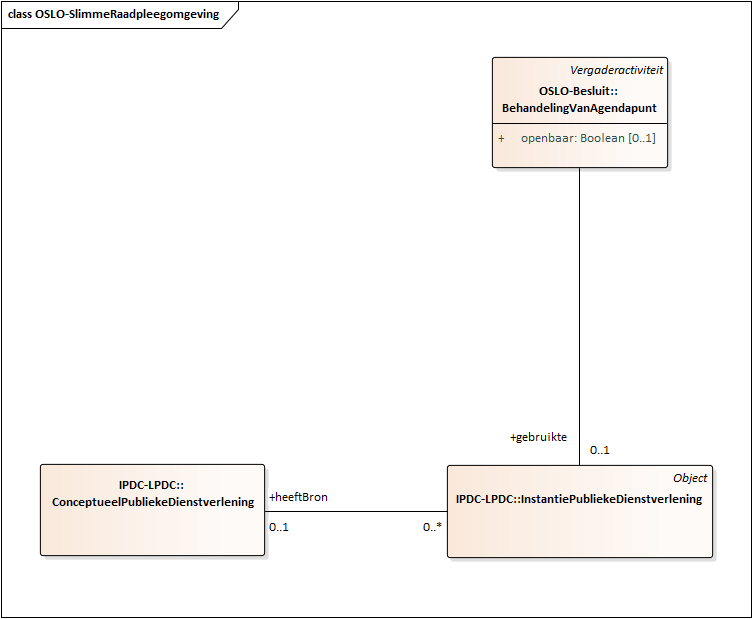 class OSLO-SlimmeRaadpleegomgeving
Vergaderactiviteit
OSLO-Besluit::
BehandelingVanAgendapunt
+ openbaar: Boolean [0..1]
+gebruikte
0..1
IPDC-LPDC::
ConceptueelPubliekeDienstverlening
+heeftBron
0..1
0..*
Object
IPDC-LPDC::InstantiePubliekeDienstverlening